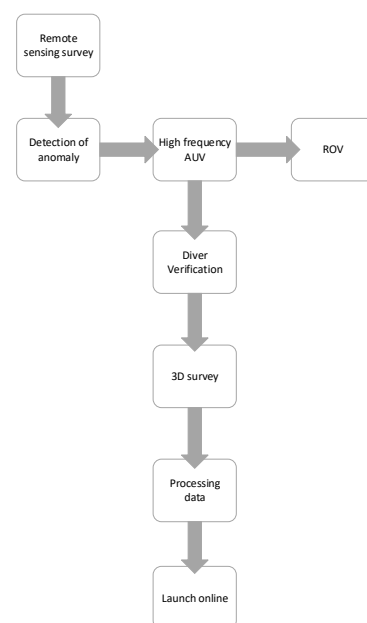 Remote
sensing survey
Detection of
anomaly
High frequency
AUV
ROV
Diver
Verification
3D survey
Processing
data
Launch online